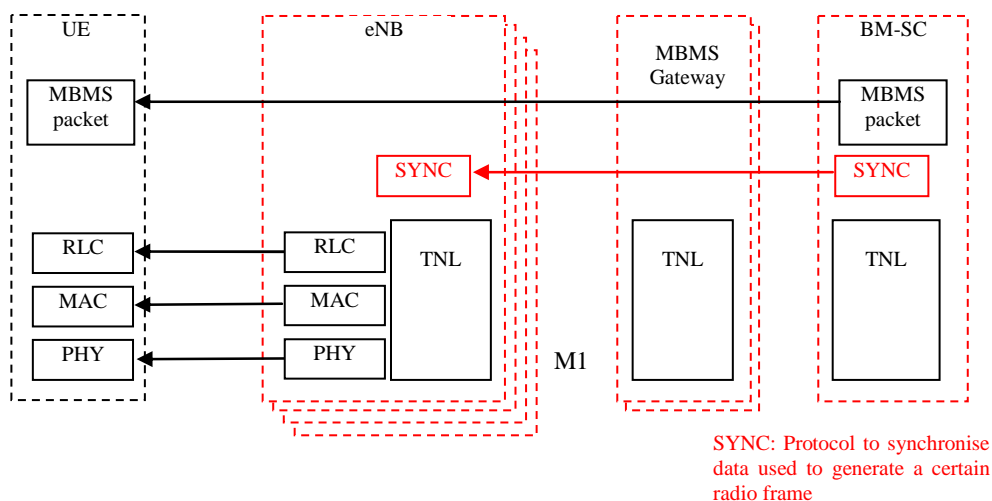 UE
eNB
MBMS
Gateway
BM-SC
MBMS
packet
MBMS
packet
SYNC
SYNC
RLC
RLC
TNL
TNL
TNL
MAC
MAC
PHY
PHY
M1
SYNC: Protocol to synchronise
data used to generate a certain
radio frame